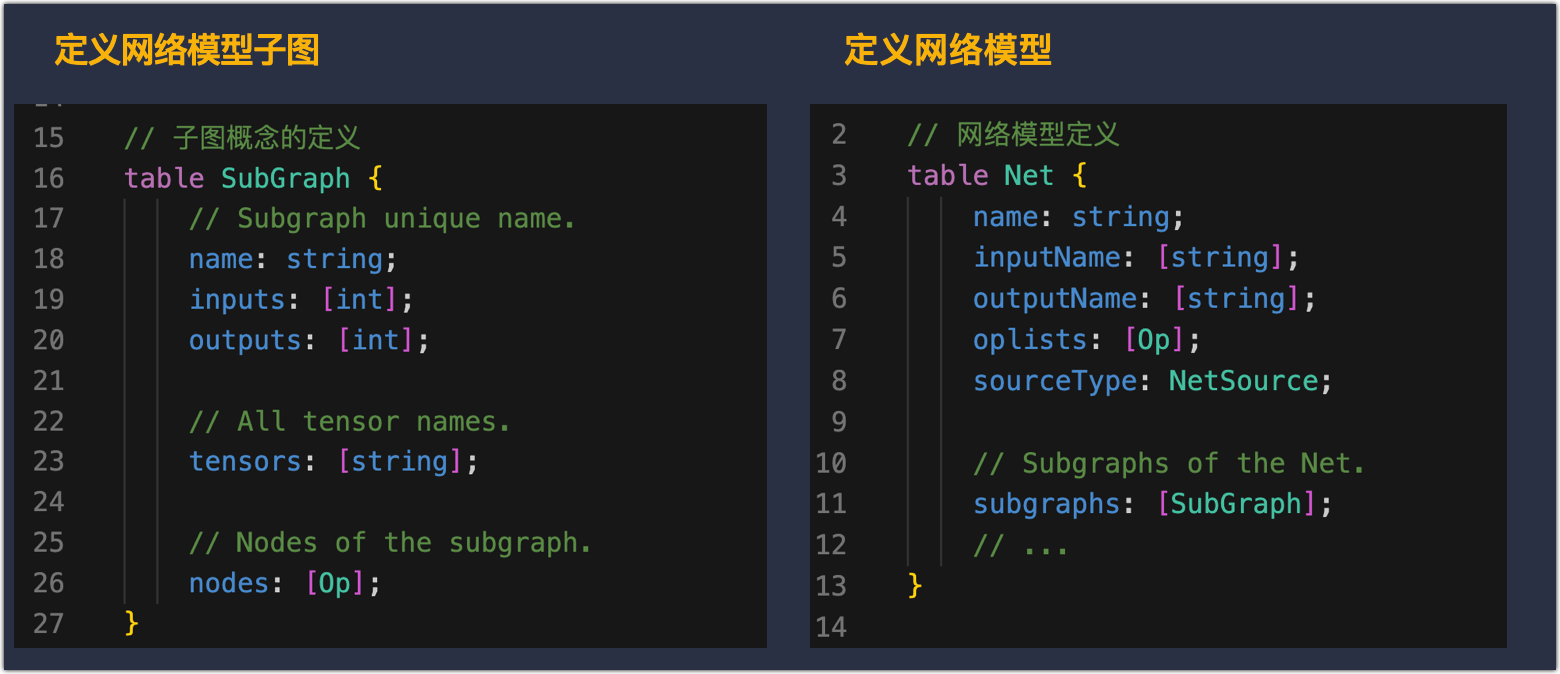 定义网络模型子图
15 // 子图概念的定义
16 table SubGraph {
17 // Subgraph unique name.
18 name: string;
19 inputs: [int];
20 outputs: [int];
21
22 // All tensor names.
23 tensors: [string];
24
25 // Nodes of the subgraph.
26 nodes: [Op];
27 }
定义网络模型
2 // 网络模型定义
3 table Net {
4 name: string;
5 inputName: [string];
6 outputName: [string];
7 oplists: [Op];
8 sourceType: NetSource;
9
10 // Subgraphs of the Net.
11 subgraphs: [SubGraph];
12 // ...
13 }
14